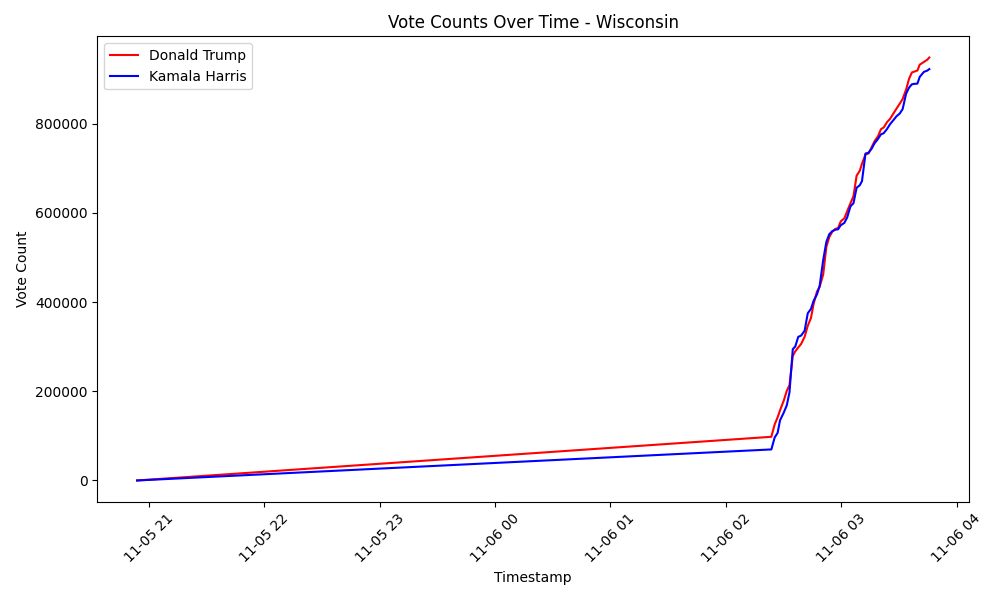 Vote Counts Over Time - Wisconsin
Donald Trump
Kamala Harris
Vote Count
800000
600000
400000
200000
0
11-05 21
11-05 22
11-05 23
11-06 00
11-06 01
11-06 02
11-06 03
11-06 04
Timestamp